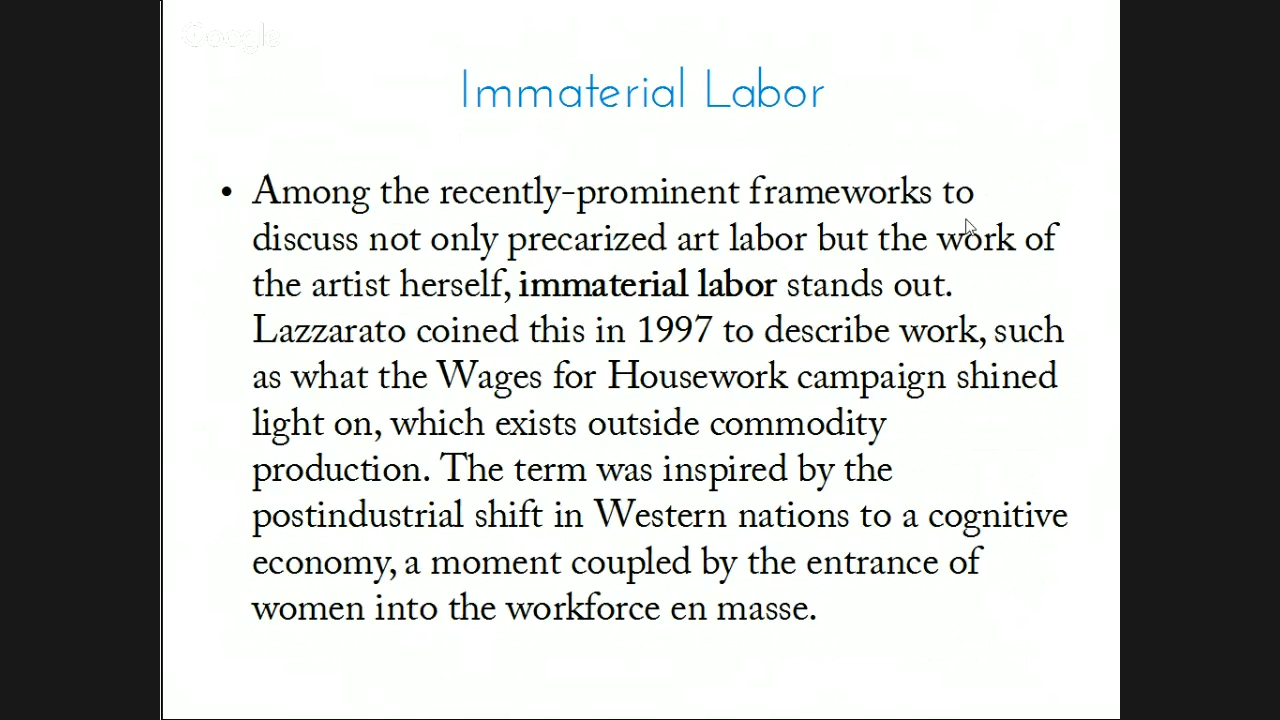 Google
Immaterial Labor
• Among the recently-prominent frameworks to
discuss not only precarized art labor but the work of
the artist herself, immaterial labor stands out.
Lazzarato coined this in 1997 to describe work, such
as what the Wages for Housework campaign shined
light on, which exists outside commodity
production. The term was inspired by the
postindustrial shift in Western nations to a cognitive
economy, a moment coupled by the entrance of
women into the workforce en masse.